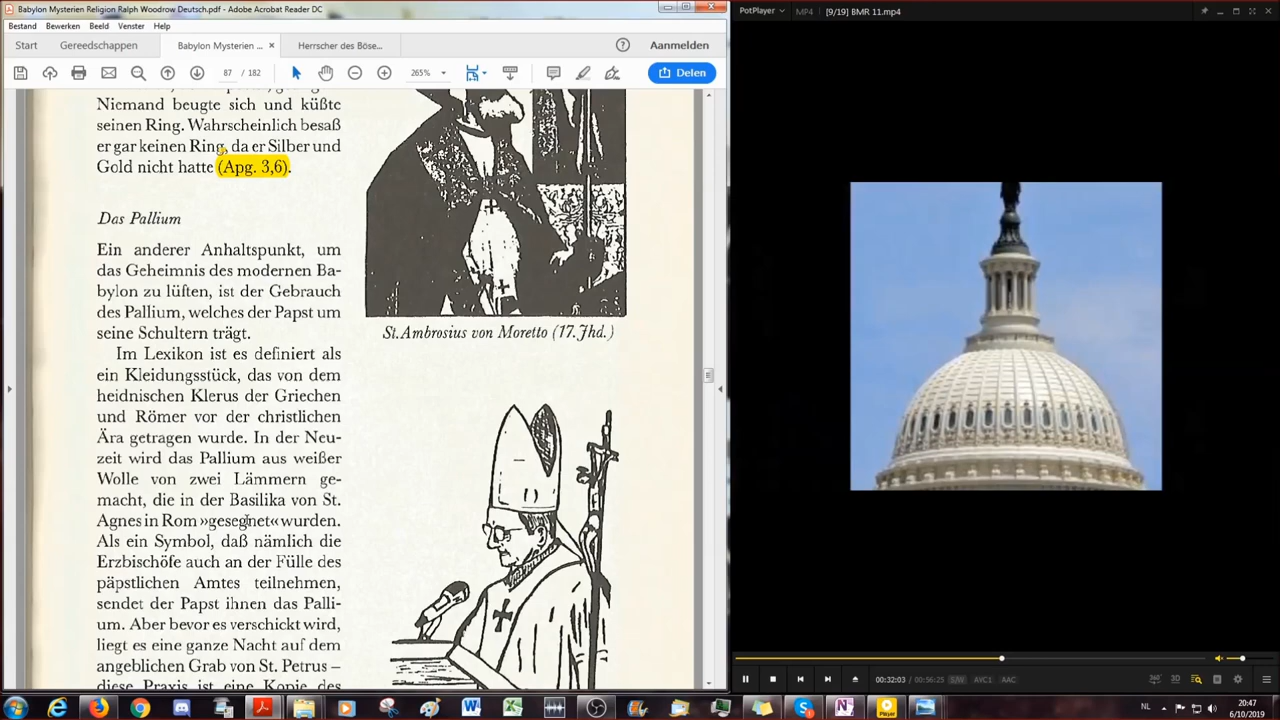 Babylon Mysterien Religion Ralph Woodrow Deutsch.pdf - Adobe Acrobat Reader DC
Bestand Bewerken Beeld Venster Help
Start Gereedschappen Babylon Mysterien ... × Herrscher des Böse... Aanmelden
87 / 182 265% Delen
Niemand beugte sich und küßte
seinen Ring. Wahrscheinlich besaß
er gar keinen Ring, da er Silber und
Gold nicht hatte (Apg. 3,6).
Das Pallium
Ein anderer Anhaltspunkt, um
das Geheimnis des modernen Ba-
bylon zu lüften, ist der Gebrauch
des Pallium, welches der Papst um
seine Schultern trägt.
Im Lexikon ist es definiert als
ein Kleidungsstück, das von dem
heidnischen Klerus der Griechen
und Römer vor der christlichen
Ära getragen wurde. In der Neu-
zeit wird das Pallium aus weißer
Wolle von zwei Lämmern ge-
macht, die in der Basilika von St.
Agnes in Rom »gesegnet« wurden.
Als ein Symbol, daß nämlich die
Erzbischöfe auch an der Fülle des
päpstlichen Amtes teilnehmen,
sendet der Papst ihnen das Palli-
um. Aber bevor es verschickt wird,
liegt es eine ganze Nacht auf dem
angeblichen Grab von St. Petrus –
diese Praxis ist eine Kopie des
St. Ambrosius von Moretto (17. Jhd.)
PotPlayer MP4 [9/19] BMR 11.mp4
00:32:03 / 00:56:25 S/W AVC1 AAC
360° 3D
NL 20:47
6/10/2019